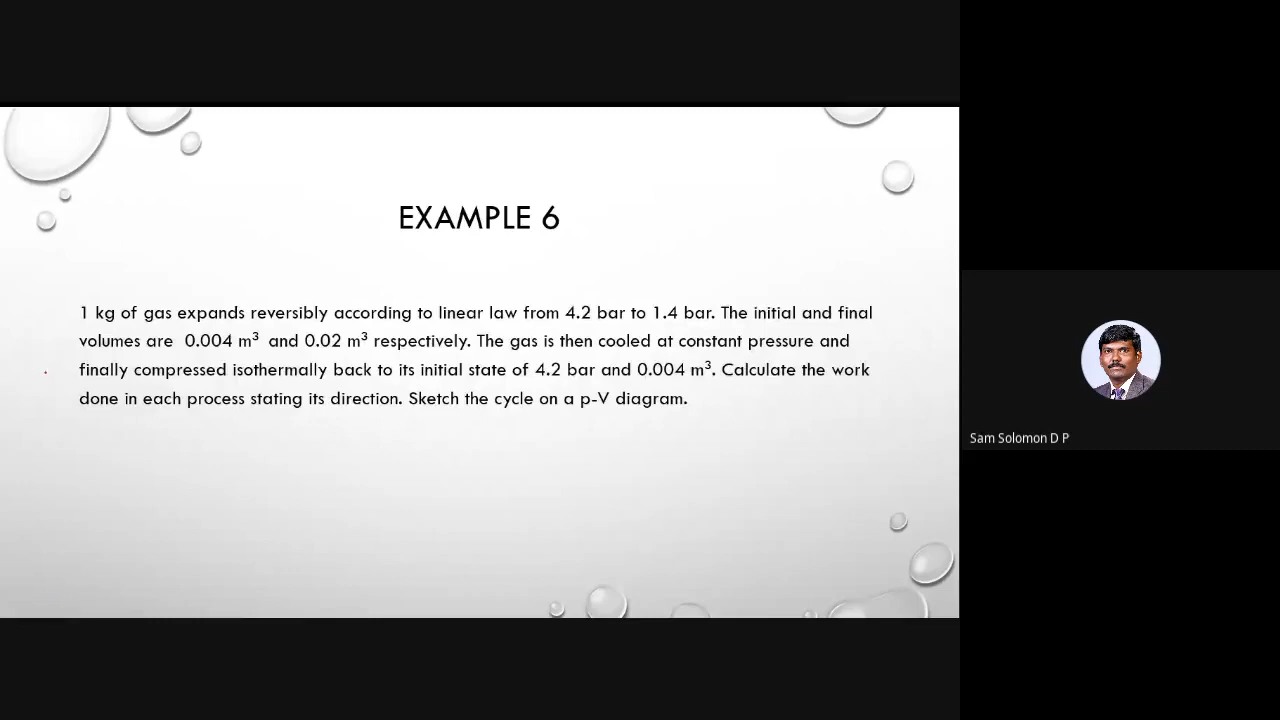 EXAMPLE 6
1 kg of gas expands reversibly according to linear law from 4.2 bar to 1.4 bar. The initial and final
volumes are 0.004 m³ and 0.02 m³ respectively. The gas is then cooled at constant pressure and
finally compressed isothermally back to its initial state of 4.2 bar and 0.004 m³. Calculate the work
done in each process stating its direction. Sketch the cycle on a p-V diagram.
Sam Solomon D P